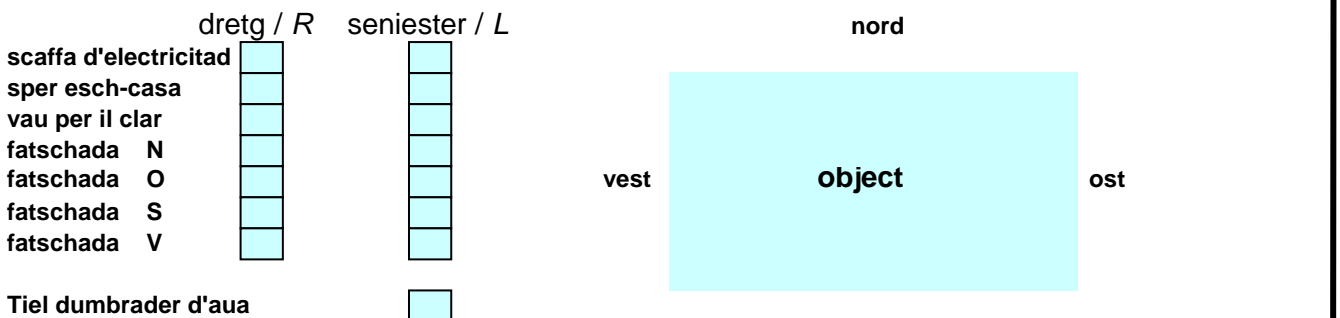 dretg / R seniester / L nord
scaffa d'electricitad
sper esch-casa
vau per il clar
fatschada N
fatschada O vest object ost
fatschada S
fatschada V
Tiel dumbrader d'aua